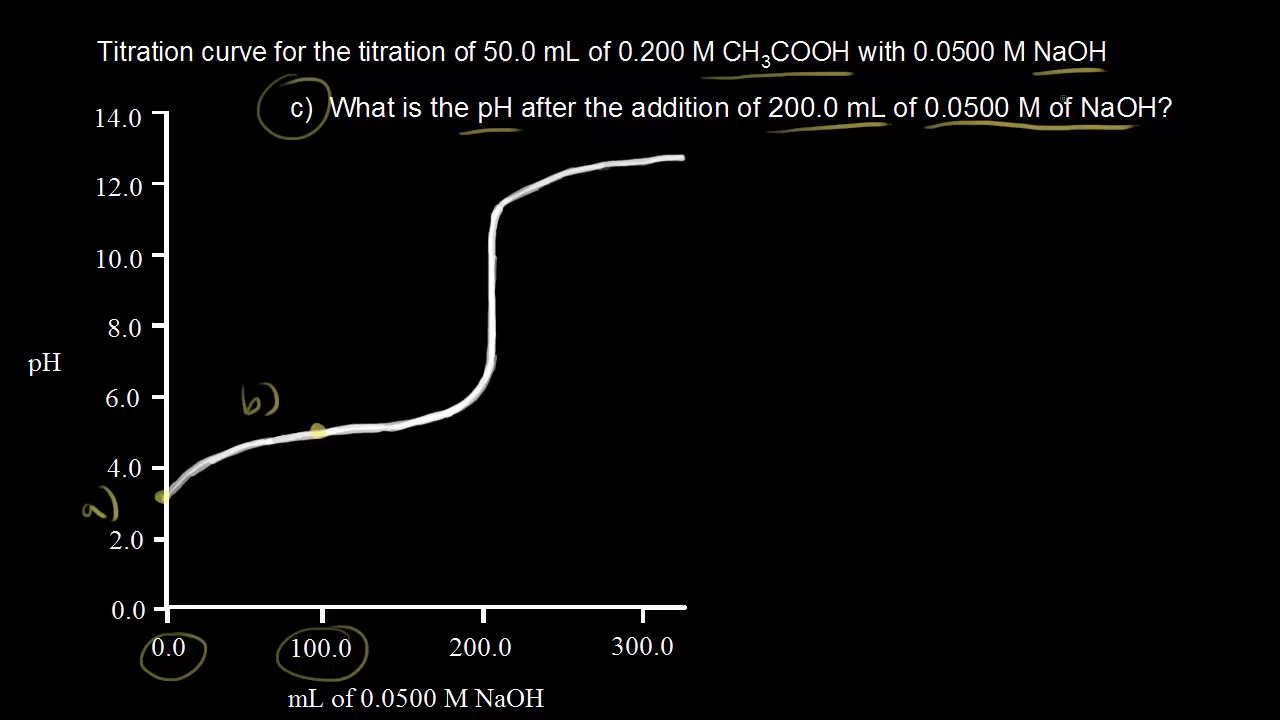 Titration curve for the titration of 50.0 mL of 0.200 M CH₃COOH with 0.0500 M NaOH
c) What is the pH after the addition of 200.0 mL of 0.0500 M of NaOH?
14.0
12.0
10.0
8.0
pH
6.0
b)
4.0
a)
2.0
0.0
0.0 100.0 200.0 300.0
mL of 0.0500 M NaOH